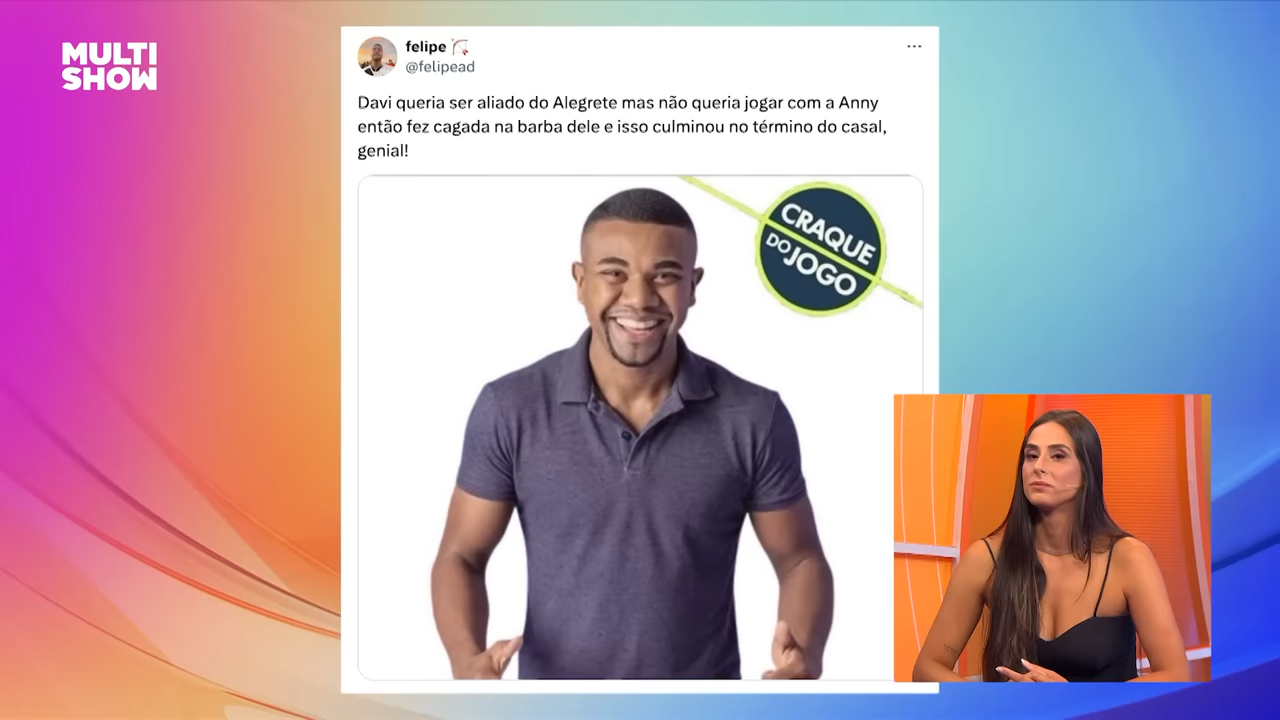 MULTI
SHOW
felipe
@felipead
Davi queria ser aliado do Alegrete mas não queria jogar com a Anny
então fez cagada na barba dele e isso culminou no término do casal,
genial!
CRAQUE
DO JOGO